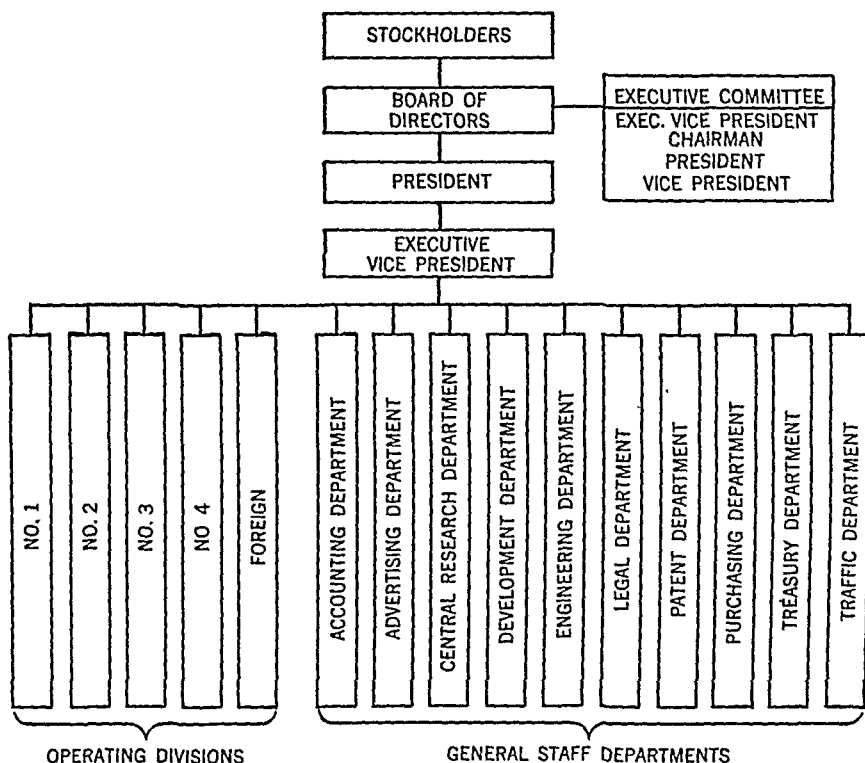 STOCKHOLDERS
BOARD OF
DIRECTORS
EXECUTIVE COMMITTEE
EXEC. VICE PRESIDENT
CHAIRMAN
PRESIDENT
VICE PRESIDENT
PRESIDENT
EXECUTIVE
VICE PRESIDENT
NO. 1
NO. 2
NO. 3
NO 4
FOREIGN
ACCOUNTING DEPARTMENT
ADVERTISING DEPARTMENT
CENTRAL RESEARCH DEPARTMENT
DEVELOPMENT DEPARTMENT
ENGINEERING DEPARTMENT
LEGAL DEPARTMENT
PATENT DEPARTMENT
PURCHASING DEPARTMENT
TREASURY DEPARTMENT
TRAFFIC DEPARTMENT
OPERATING DIVISIONS
GENERAL STAFF DEPARTMENTS